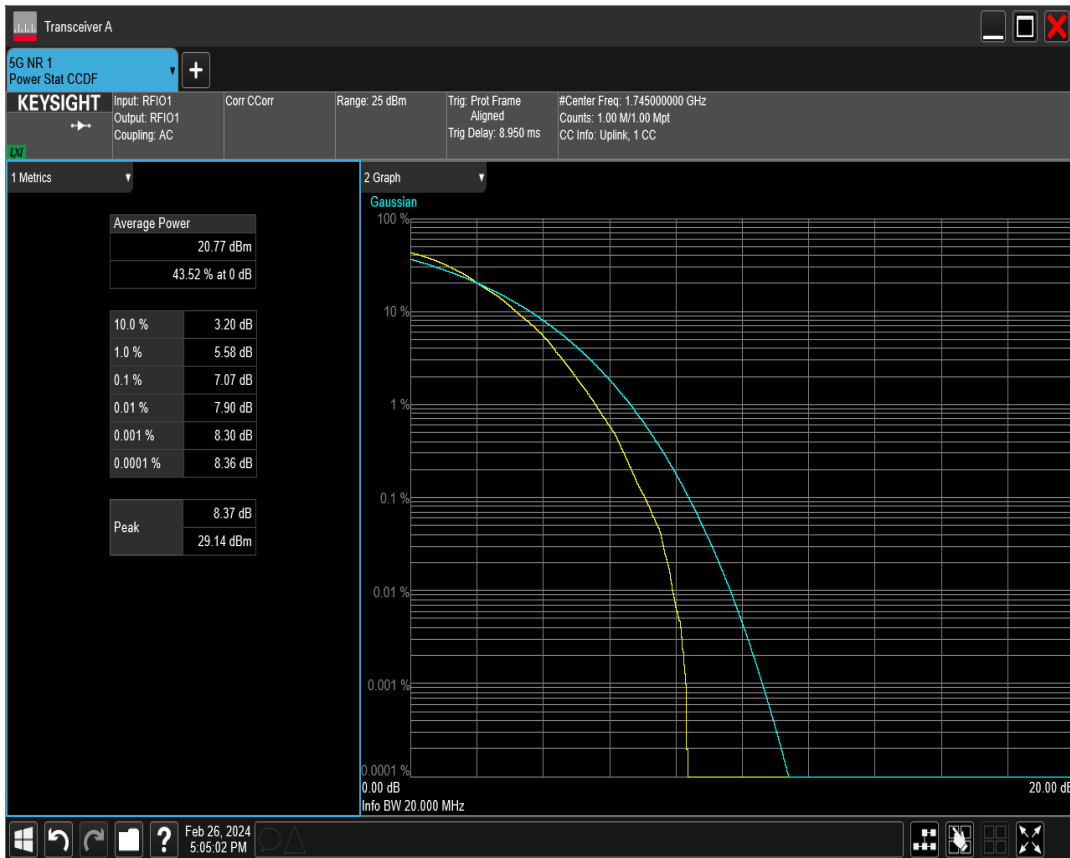 Transceiver A
5G NR 1
Power Stat CCDF
+
KEYSIGHT
LXI
Input: RFIO1
Output: RFIO1
Coupling: AC
Corr CCorr
Range: 25 dBm
Trig: Prot Frame
Aligned
Trig Delay: 8.950 ms
#Center Freq: 1.745000000 GHz
Counts: 1.00 M/1.00 Mpt
CC Info: Uplink, 1 CC
1 Metrics
Average Power
20.77 dBm
43.52 % at 0 dB
10.0 % 3.20 dB
1.0 % 5.58 dB
0.1 % 7.07 dB
0.01 % 7.90 dB
0.001 % 8.30 dB
0.0001 % 8.36 dB
Peak
8.37 dB
29.14 dBm
2 Graph
Gaussian
100 %
10 %
1 %
0.1 %
0.01 %
0.001 %
0.0001 %
0.00 dB 20.00 dB
Info BW 20.000 MHz
?
Feb 26, 2024
5:05:02 PM